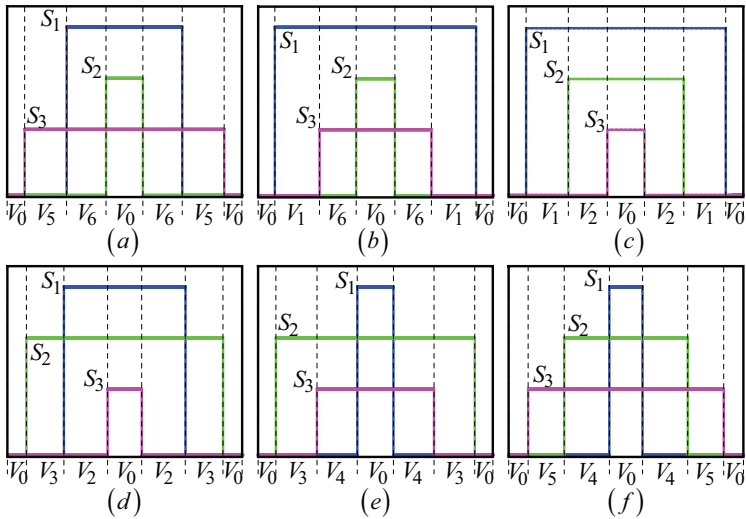 S₁ S₁ S₁
S₂ S₂ S₂
S₃ S₃ S₃
V₀ V₅ V₆ V₀ V₆ V₅ V₀ V₀ V₁ V₆ V₀ V₆ V₁ V₀ V₀ V₁ V₂ V₀ V₂ V₁ V₀
(a) (b) (c)
S₁ S₁ S₁
S₂ S₂ S₂
S₃ S₃ S₃
V₀ V₃ V₂ V₀ V₂ V₃ V₀ V₀ V₃ V₄ V₀ V₄ V₃ V₀ V₀ V₅ V₄ V₀ V₄ V₅ V₀
(d) (e) (f)